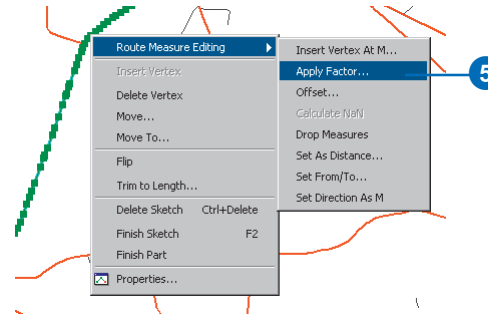 Route Measure Editing
Insert Vertex
Delete Vertex
Move...
Move To...
Flip
Trim to Length...
Delete Sketch Ctrl+Delete
Finish Sketch F2
Finish Part
Properties...
Insert Vertex At M...
Apply Factor...
Offset...
Calculate NaN
Drop Measures
Set As Distance...
Set From/To...
Set Direction As M
5